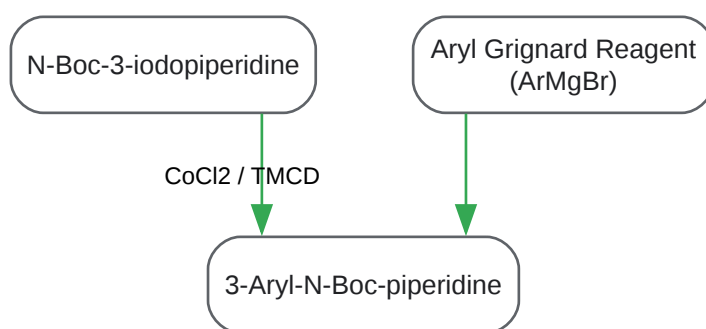 N-Boc-3-iodopiperidine
Aryl Grignard Reagent
(ArMgBr)
CoCl2 / TMCD
3-Aryl-N-Boc-piperidine